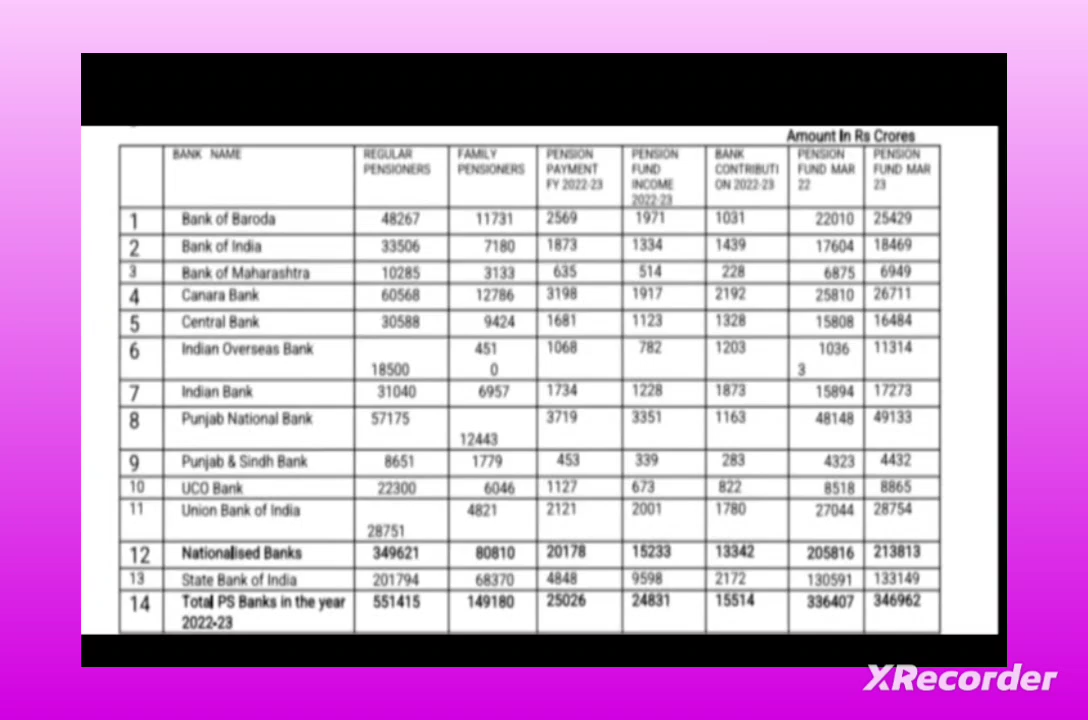 Amount In Rs Crores
BANK NAME REGULAR PENSIONERS FAMILY PENSIONERS PENSION PAYMENT FY 2022-23 PENSION FUND INCOME 2022-23 BANK CONTRIBUTI ON 2022-23 PENSION FUND MAR 22 PENSION FUND MAR 23
1 Bank of Baroda 48267 11731 2569 1971 1031 22010 25429
2 Bank of India 33506 7180 1873 1334 1439 17604 18469
3 Bank of Maharashtra 10285 3133 635 514 228 6875 6949
4 Canara Bank 60568 12786 3198 1917 2192 25810 26711
5 Central Bank 30588 9424 1681 1123 1328 15808 16484
6 Indian Overseas Bank 18500 451 0 1068 782 1203 1036 3 11314
7 Indian Bank 31040 6957 1734 1228 1873 15894 17273
8 Punjab National Bank 57175 12443 3719 3351 1163 48148 49133
9 Punjab & Sindh Bank 8651 1779 453 339 283 4323 4432
10 UCO Bank 22300 6046 1127 673 822 8518 8865
11 Union Bank of India 28751 4821 2121 2001 1780 27044 28754
12 Nationalised Banks 349621 80810 20178 15233 13342 205816 213813
13 State Bank of India 201794 68370 4848 9598 2172 130591 133149
14 Total PS Banks in the year 2022-23 551415 149180 25026 24831 15514 336407 346962
XRecorder